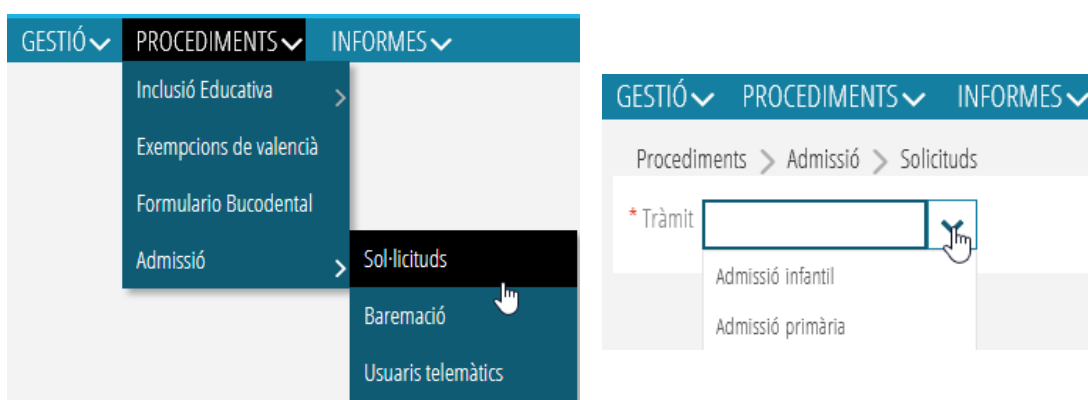 GESTIÓ PROCEDIMENTS INFORMES
Inclusió Educativa
Exempcions de valencià
Formulario Bucodental
Admissió
Sol·licituds
Baremació
Usuaris telemàtics
GESTIÓ PROCEDIMENTS INFORMES
Procediments > Admissió > Solicituds
* Tràmit
Admissió infantil
Admissió primària